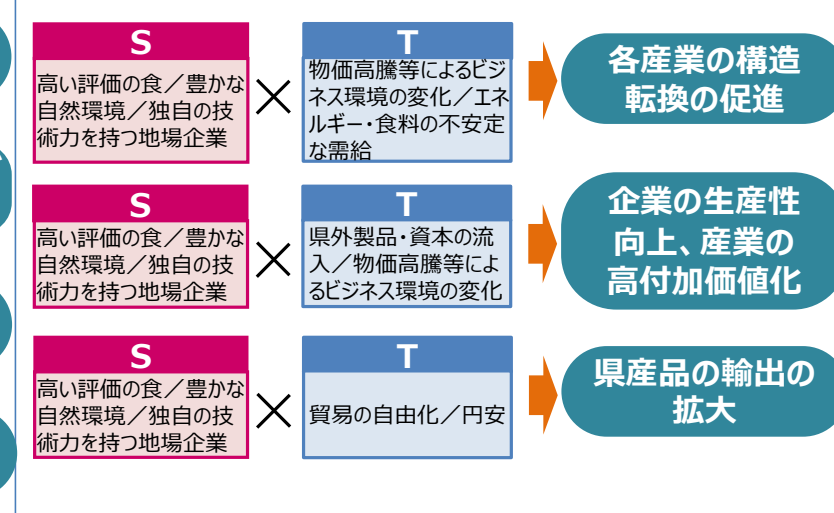 S
高い評価の食／豊かな
自然環境／独自の技
術力を持つ地場企業
×
T
物価高騰等によるビジ
ネス環境の変化／エネ
ルギー・食料の不安定
な需給
各産業の構造
転換の促進
S
高い評価の食／豊かな
自然環境／独自の技
術力を持つ地場企業
×
T
県外製品・資本の流
入／物価高騰等によ
るビジネス環境の変化
企業の生産性
向上、産業の
高付加価値化
S
高い評価の食／豊かな
自然環境／独自の技
術力を持つ地場企業
×
T
貿易の自由化／円安
県産品の輸出の
拡大